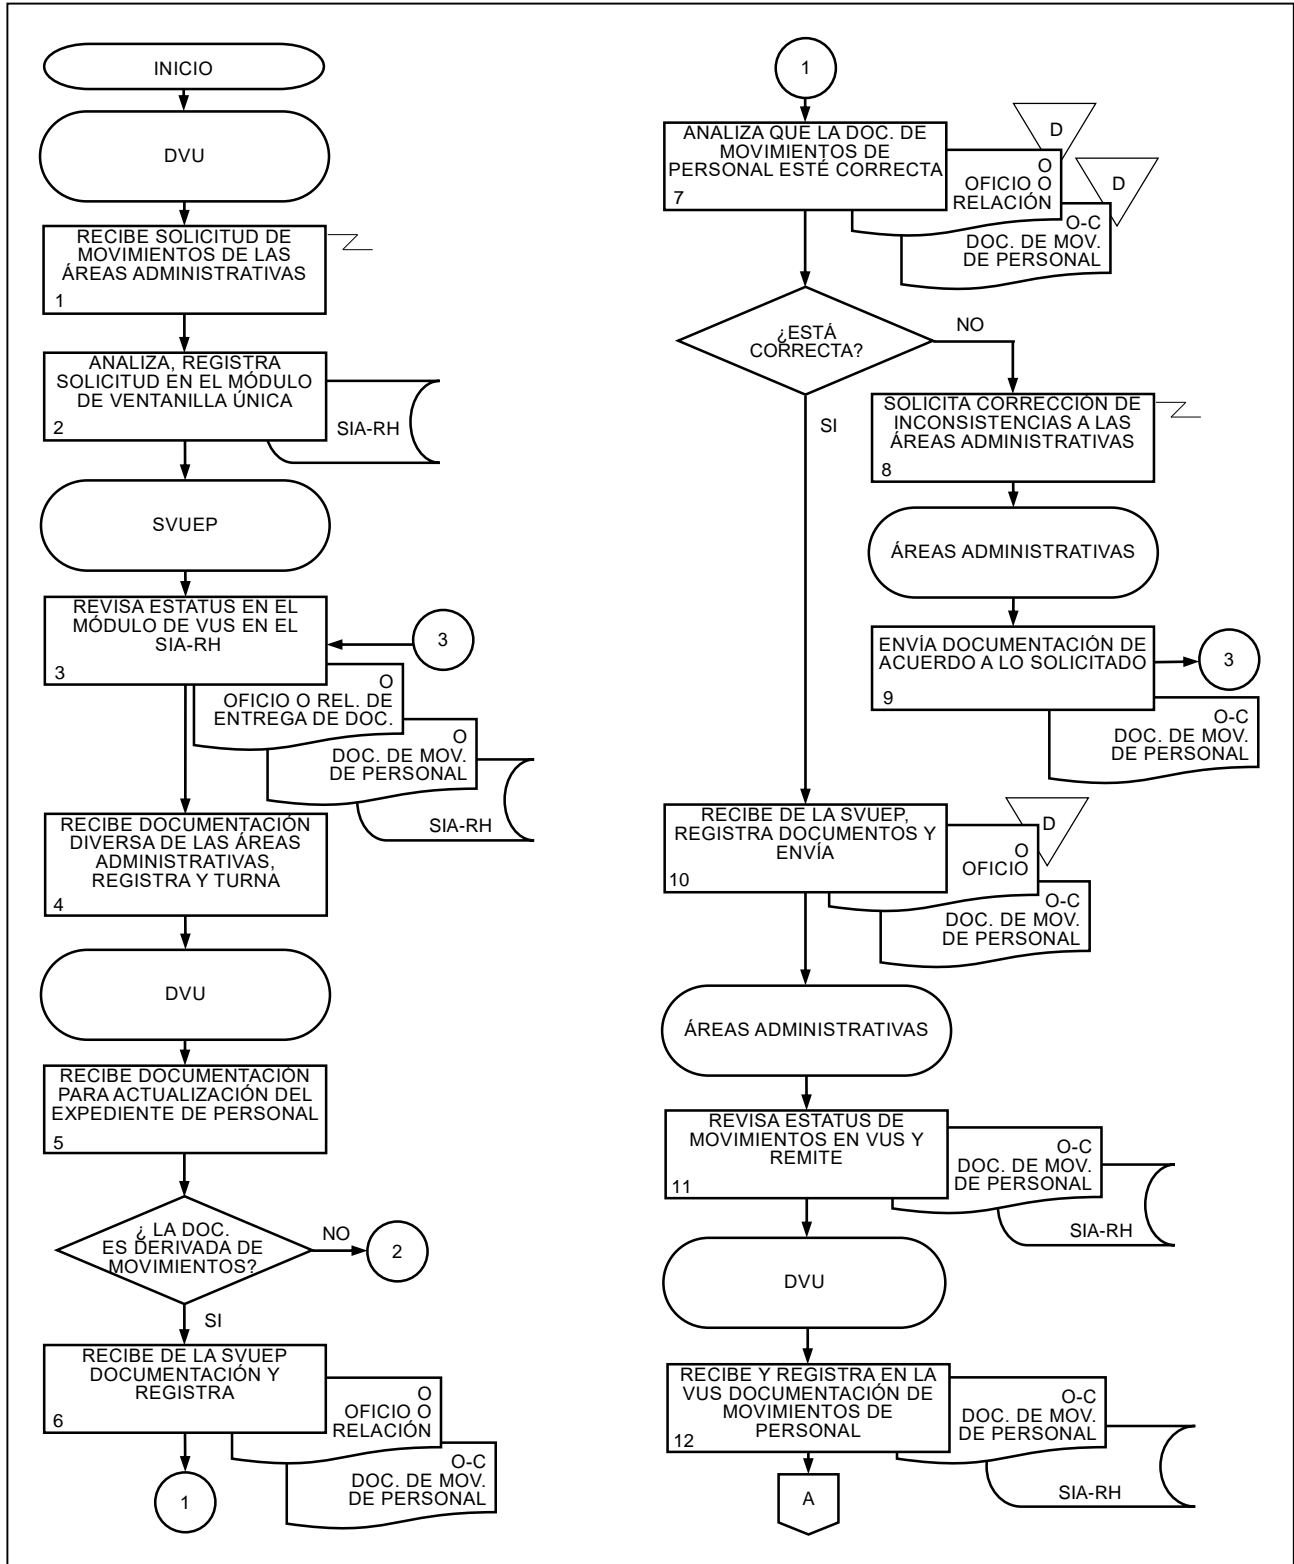 INICIO
DVU
RECIBE SOLICITUD DE
MOVIMIENTOS DE LAS
ÁREAS ADMINISTRATIVAS
1
ANALIZA, REGISTRA
SOLICITUD EN EL MÓDULO
DE VENTANILLA ÚNICA
2
SIA-RH
SVUEP
REVISA ESTATUS EN EL
MÓDULO DE VUS EN EL
SIA-RH
3
3
O
OFICIO O REL. DE
ENTREGA DE DOC.
O
DOC. DE MOV.
DE PERSONAL
SIA-RH
RECIBE DOCUMENTACIÓN
DIVERSA DE LAS ÁREAS
ADMINISTRATIVAS,
REGISTRA Y TURNA
4
DVU
RECIBE DOCUMENTACIÓN
PARA ACTUALIZACIÓN DEL
EXPEDIENTE DE PERSONAL
5
¿ LA DOC.
ES DERIVADA DE
MOVIMIENTOS?
NO
2
SI
RECIBE DE LA SVUEP
DOCUMENTACIÓN Y
REGISTRA
6
O
OFICIO O
RELACIÓN
O-C
DOC. DE MOV.
DE PERSONAL
1
1
ANALIZA QUE LA DOC. DE
MOVIMIENTOS DE
PERSONAL ESTÉ CORRECTA
7
D
O
OFICIO O
RELACIÓN
D
O-C
DOC. DE MOV.
DE PERSONAL
¿ESTÁ
CORRECTA?
NO
SI
SOLICITA CORRECCIÓN DE
INCONSISTENCIAS A LAS
ÁREAS ADMINISTRATIVAS
8
ÁREAS ADMINISTRATIVAS
ENVÍA DOCUMENTACIÓN DE
ACUERDO A LO SOLICITADO
9
3
O-C
DOC. DE MOV.
DE PERSONAL
RECIBE DE LA SVUEP,
REGISTRA DOCUMENTOS Y
ENVÍA
10
D
O
OFICIO
O-C
DOC. DE MOV.
DE PERSONAL
ÁREAS ADMINISTRATIVAS
REVISA ESTATUS DE
MOVIMIENTOS EN VUS Y
REMITE
11
O-C
DOC. DE MOV.
DE PERSONAL
SIA-RH
DVU
RECIBE Y REGISTRA EN LA
VUS DOCUMENTACIÓN DE
MOVIMIENTOS DE
PERSONAL
12
O-C
DOC. DE MOV.
DE PERSONAL
SIA-RH
A